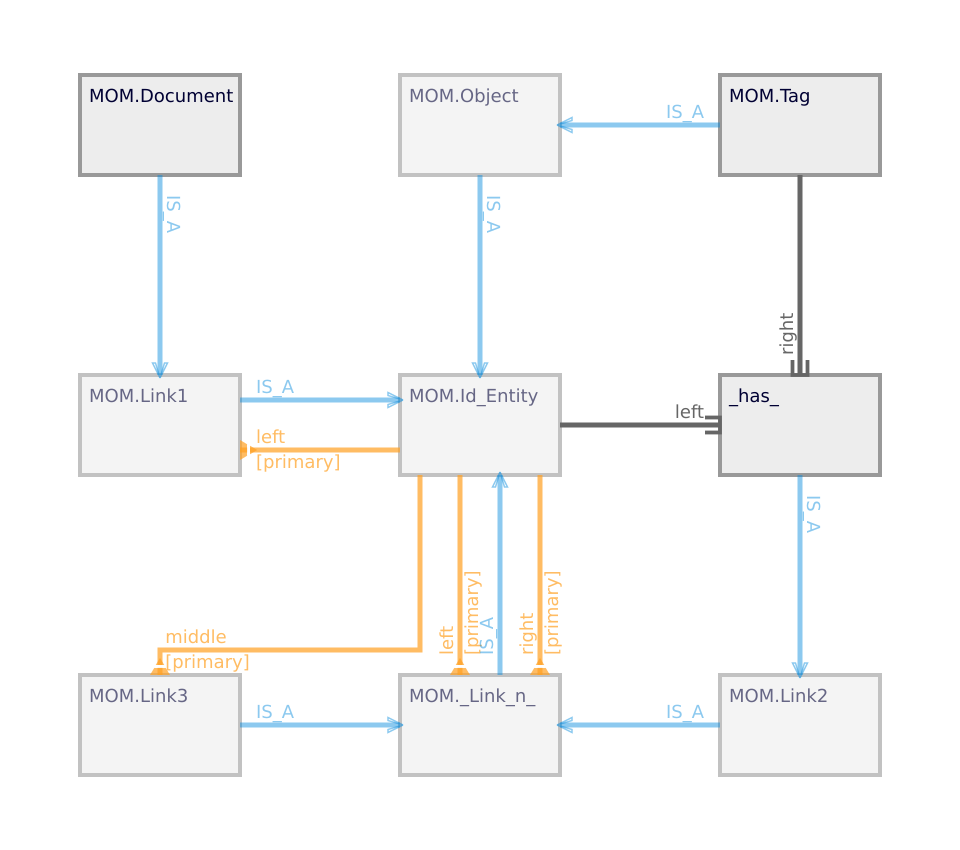 MOM.Document
MOM.Object
IS_A
MOM.Tag
IS_A
IS_A
right
MOM.Link1
IS_A
left
[primary]
MOM.Id_Entity
left
_has_
IS_A
middle
[primary]
left
[primary]
IS_A
right
[primary]
MOM.Link3
IS_A
MOM._Link_n_
IS_A
MOM.Link2